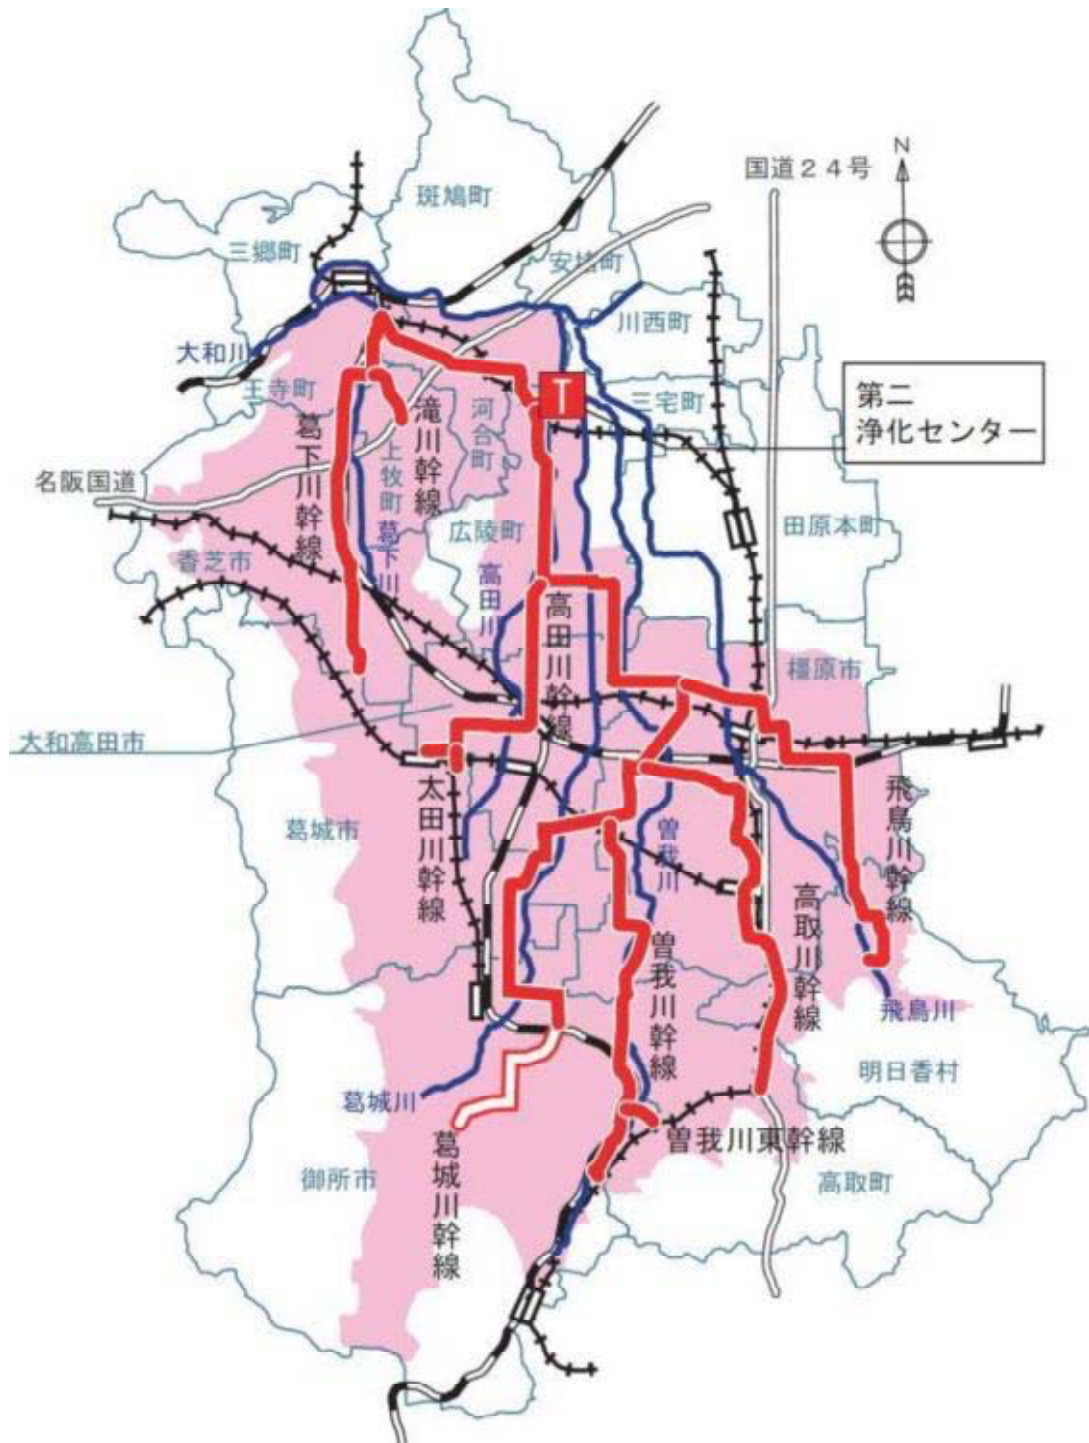 N
国道24号
斑鳩町
三郷町
安堵町
川西町
大和川
王寺町
三宅町
第二
浄化センター
T
滝川幹線
河合町
葛下川幹線
上牧町
名阪国道
広陵町
田原本町
香芝市
葛下川
高田川
高田川幹線
橿原市
大和高田市
太田川幹線
飛鳥川幹線
葛城市
曽我川
高取川幹線
曽我川幹線
飛鳥川
明日香村
葛城川
葛城川幹線
曽我川東幹線
御所市
高取町